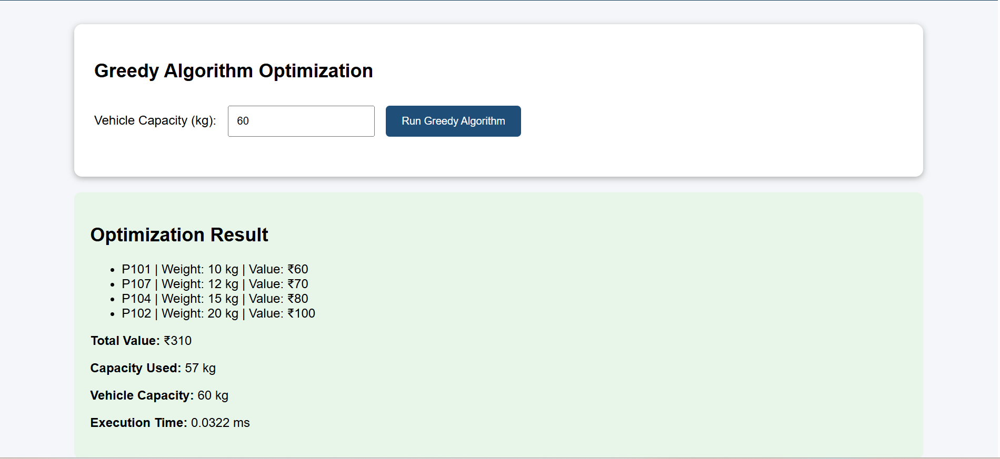 Greedy Algorithm Optimization
Vehicle Capacity (kg): 60 Run Greedy Algorithm
Optimization Result
• P101 | Weight: 10 kg | Value: ₹60
• P107 | Weight: 12 kg | Value: ₹70
• P104 | Weight: 15 kg | Value: ₹80
• P102 | Weight: 20 kg | Value: ₹100
Total Value: ₹310
Capacity Used: 57 kg
Vehicle Capacity: 60 kg
Execution Time: 0.0322 ms